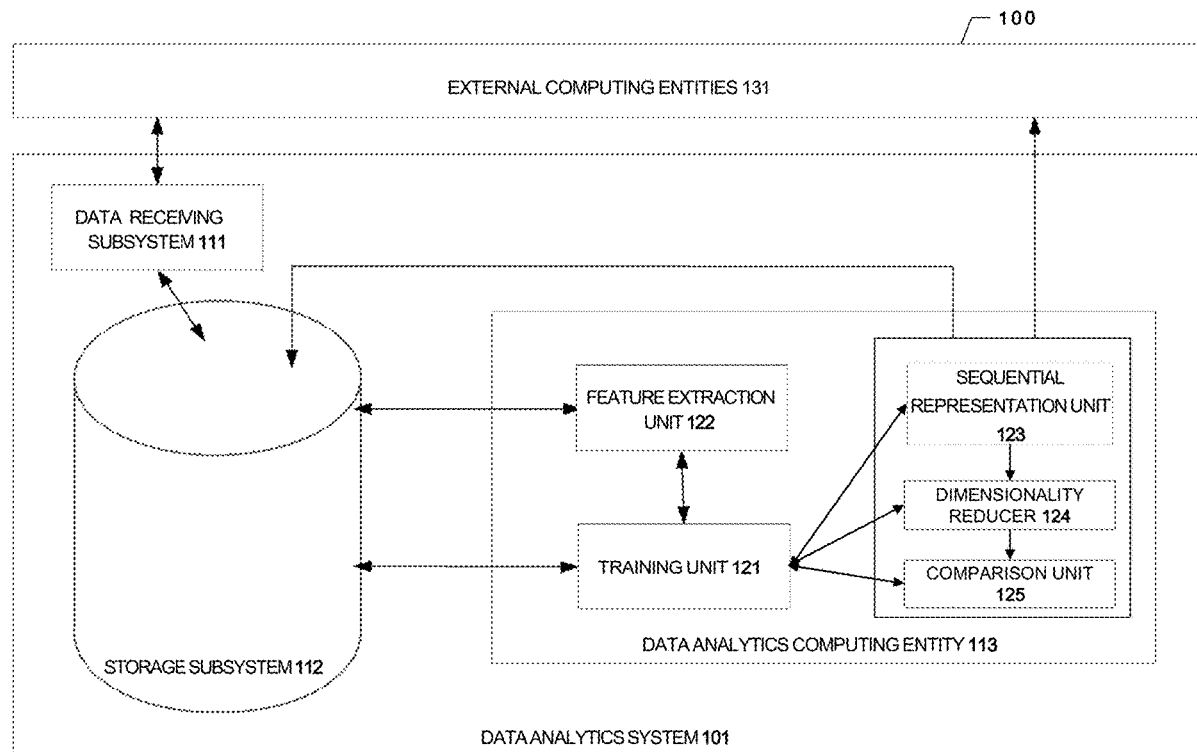 100
EXTERNAL COMPUTING ENTITIES 131
DATA RECEIVING
SUBSYSTEM 111
FEATURE EXTRACTION
UNIT 122
SEQUENTIAL
REPRESENTATION UNIT
123
DIMENSIONALITY
REDUCER 124
TRAINING UNIT 121
COMPARISON UNIT
125
DATA ANALYTICS COMPUTING ENTITY 113
STORAGE SUBSYSTEM 112
DATA ANALYTICS SYSTEM 101